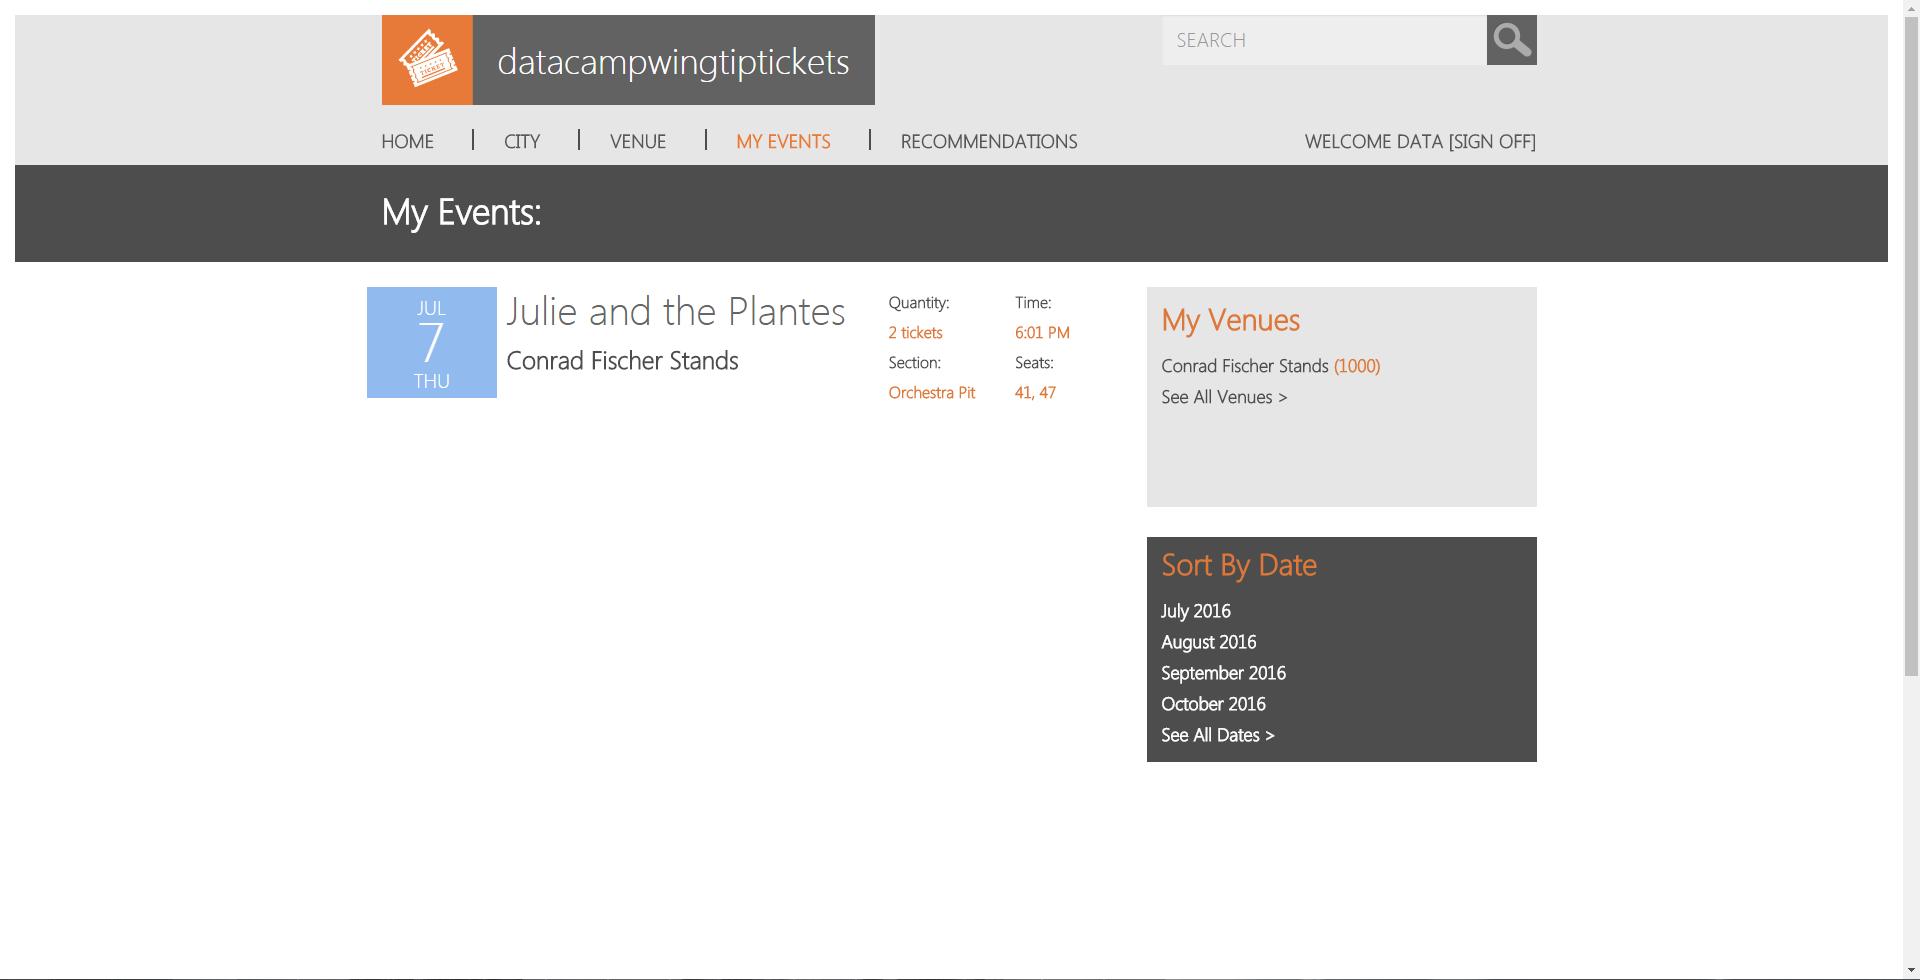 datacampwingtiptickets
SEARCH
HOME
CITY
VENUE
MY EVENTS
RECOMMENDATIONS
WELCOME DATA [SIGN OFF]
My Events:
JUL
7
THU
Julie and the Plantes
Conrad Fischer Stands
Quantity:
2 tickets
Section:
Orchestra Pit
Time:
6:01 PM
Seats:
41, 47
My Venues
Conrad Fischer Stands (1000)
See All Venues >
Sort By Date
July 2016
August 2016
September 2016
October 2016
See All Dates >